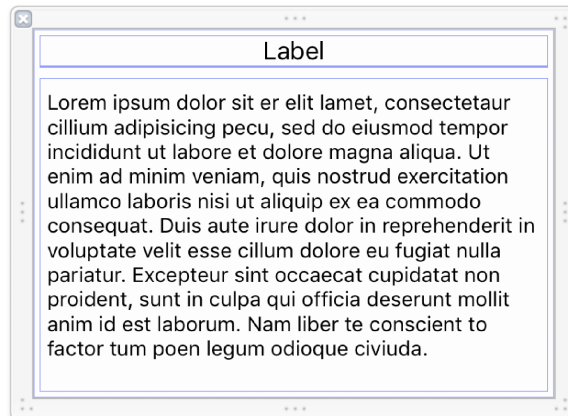 Label
Lorem ipsum dolor sit er elit lamet, consectetaur
cillium adipisicing pecu, sed do eiusmod tempor
incididunt ut labore et dolore magna aliqua. Ut
enim ad minim veniam, quis nostrud exercitation
ullamco laboris nisi ut aliquip ex ea commodo
consequat. Duis aute irure dolor in reprehenderit in
voluptate velit esse cillum dolore eu fugiat nulla
pariatur. Excepteur sint occaecat cupidatat non
proident, sunt in culpa qui officia deserunt mollit
anim id est laborum. Nam liber te conscient to
factor tum poen legum odioque civiuda.